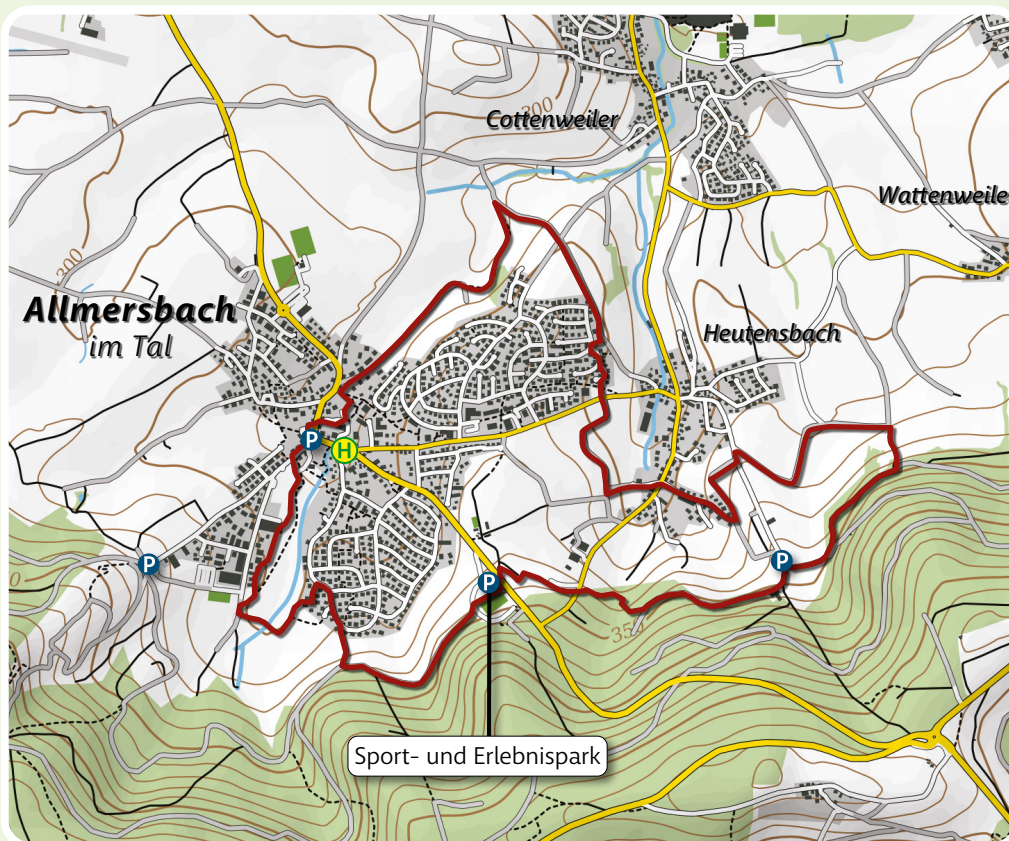 300
Cottenweiler
Wattenweile
300
Allmersbach
im Tal
Heutensbach
P
H
P
P
P
350
Sport- und Erlebnispark